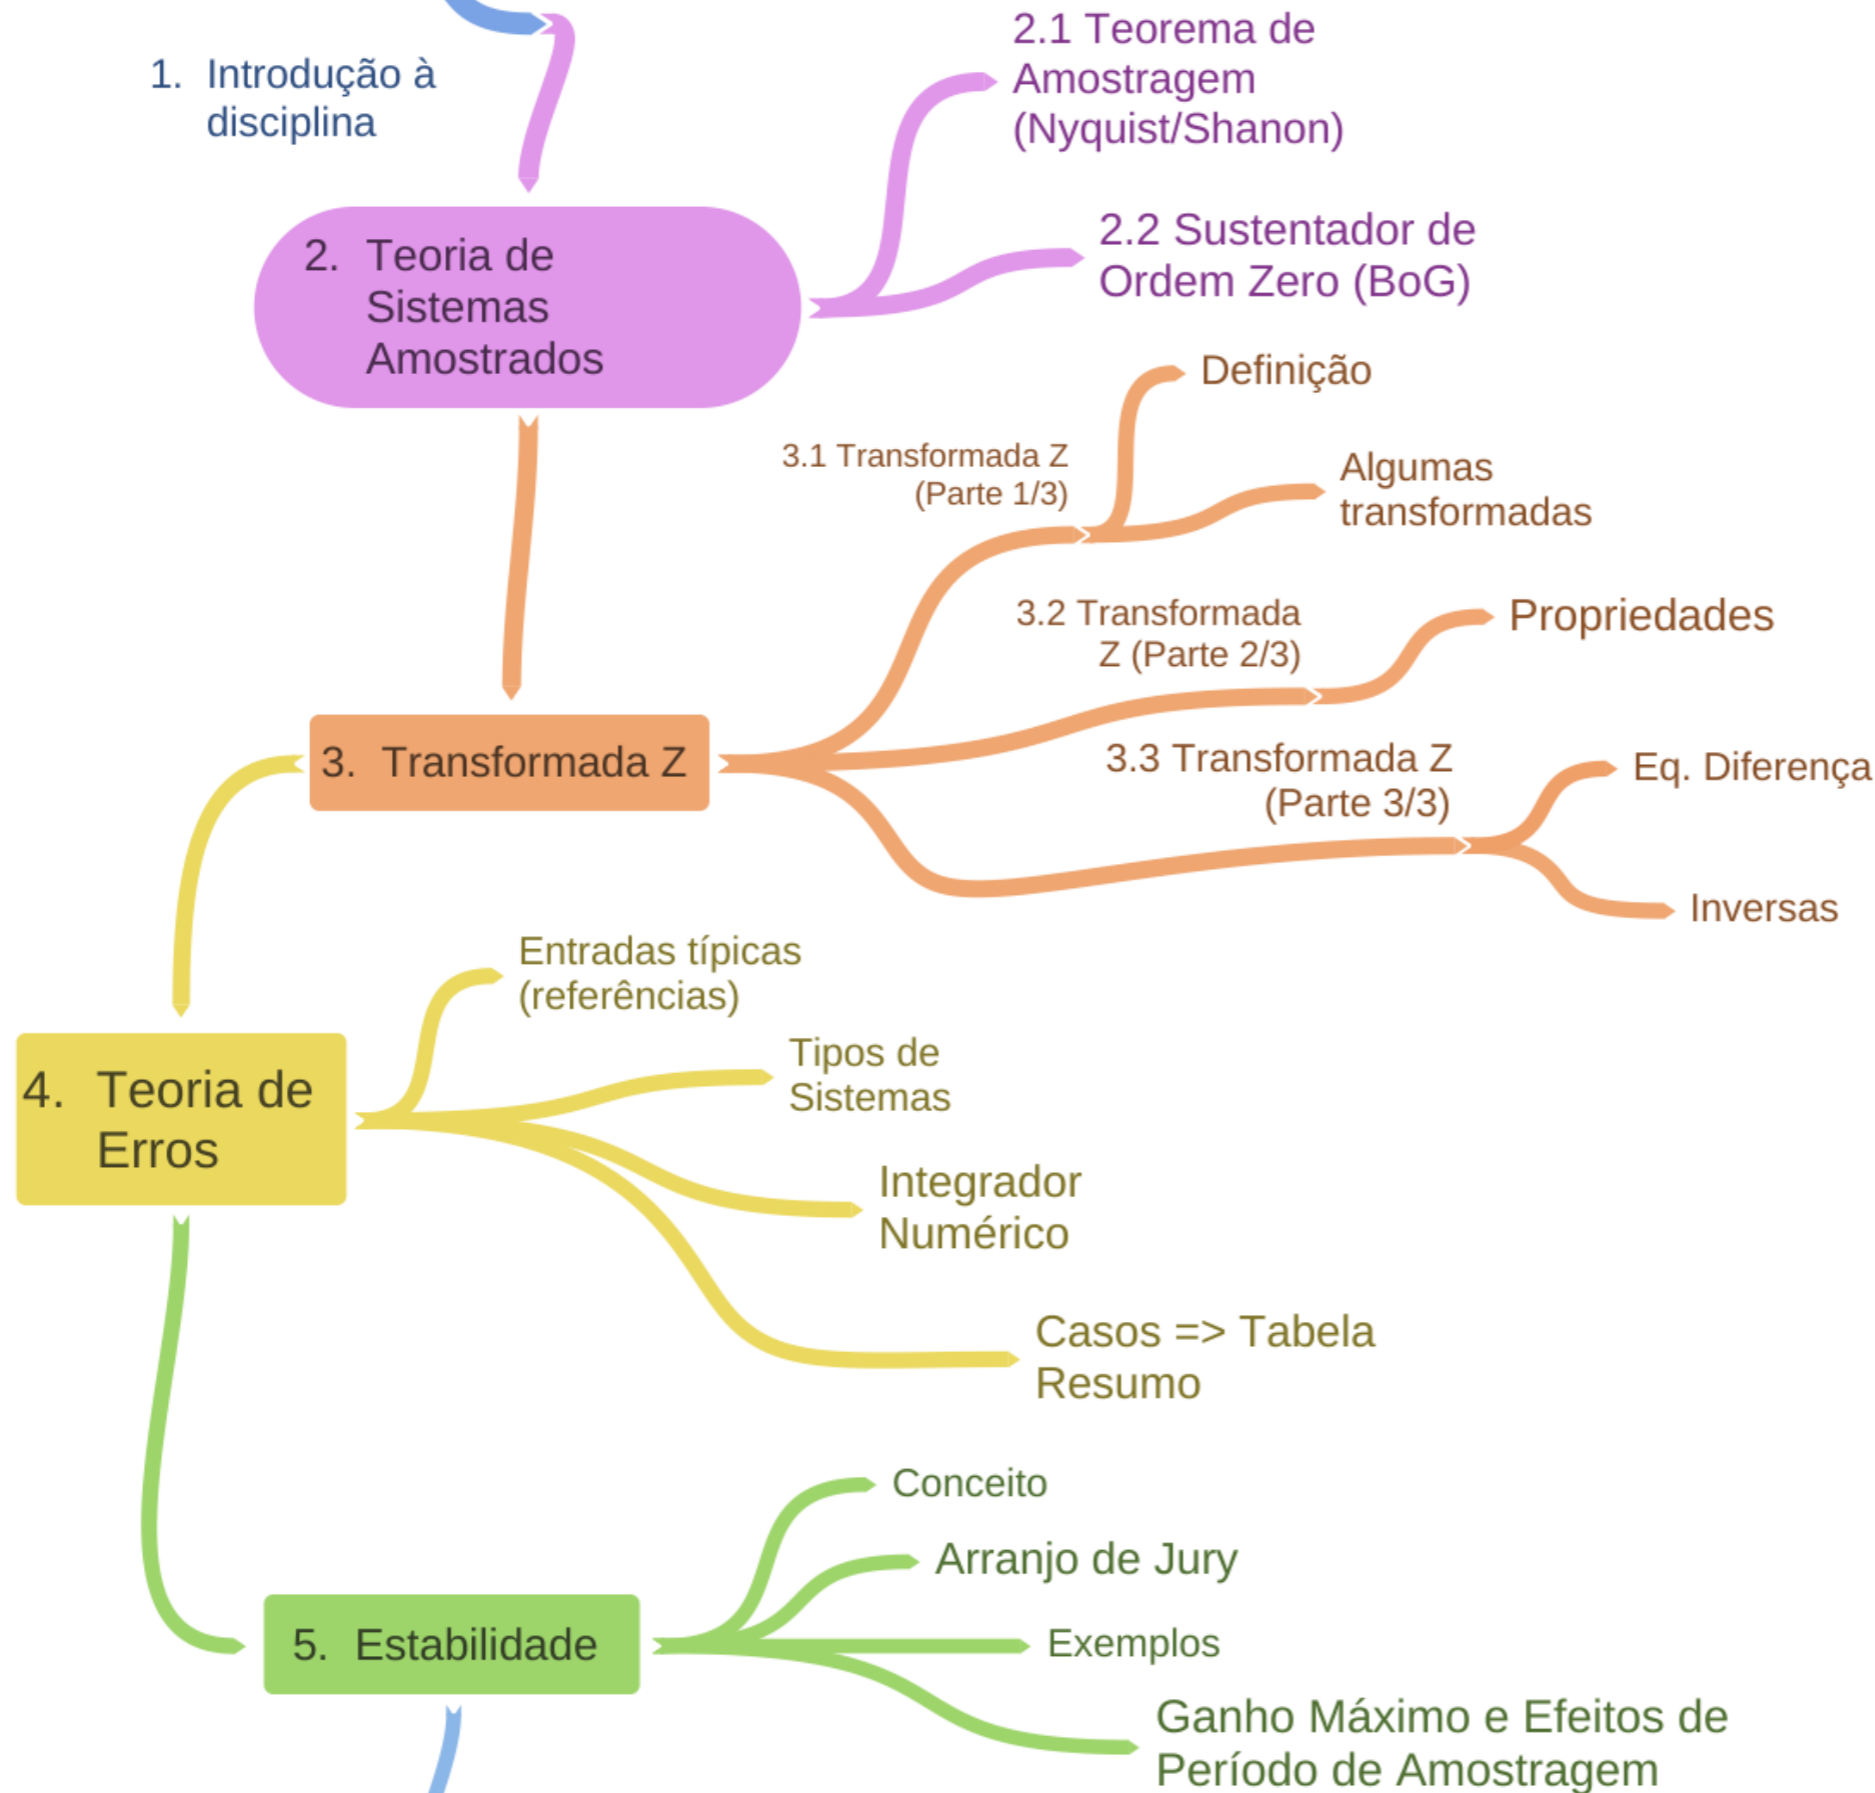 1. Introdução à
disciplina
2.1 Teorema de
Amostragem
(Nyquist/Shanon)
2. Teoria de
Sistemas
Amostrados
2.2 Sustentador de
Ordem Zero (BoG)
Definição
3.1 Transformada Z
(Parte 1/3)
Algumas
transformadas
3.2 Transformada
Z (Parte 2/3)
Propriedades
3. Transformada Z
3.3 Transformada Z
(Parte 3/3)
Eq. Diferença
Inversas
4. Teoria de
Erros
Entradas típicas
(referências)
Tipos de
Sistemas
Integrador
Numérico
Casos => Tabela
Resumo
5. Estabilidade
Conceito
Arranjo de Jury
Exemplos
Ganho Máximo e Efeitos de
Período de Amostragem